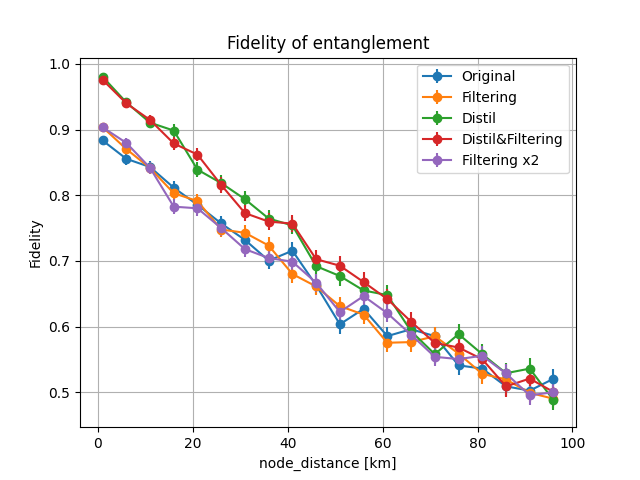 Fidelity of entanglement
1.0
0.9
0.8
0.7
0.6
0.5
Fidelity
Original
Filtering
Distil
Distil&Filtering
Filtering x2
0 20 40 60 80 100
node_distance [km]